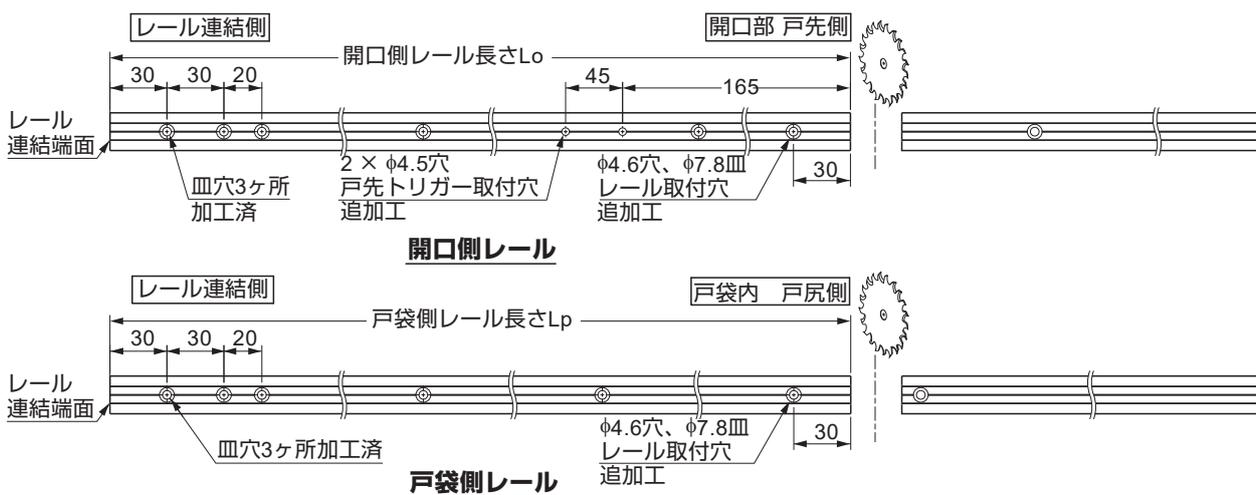 レール連結側
開口部 戸先側
開口側レール長さLo
30
30
20
45
165
レール
連結端面
皿穴3ヶ所
加工済
2 × φ4.5穴
戸先トリガー取付穴
追加工
φ4.6穴、φ7.8皿
レール取付穴
追加工
30
開口側レール
レール連結側
戸袋内 戸尻側
戸袋側レール長さLp
30
30
20
レール
連結端面
皿穴3ヶ所加工済
φ4.6穴、φ7.8皿
レール取付穴
追加工
30
戸袋側レール